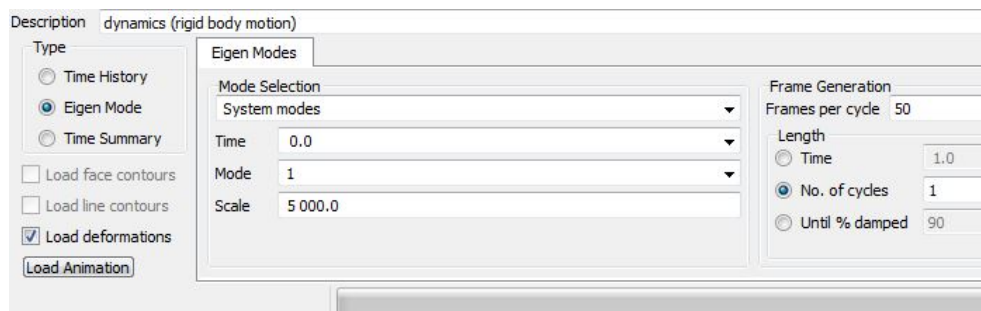 Description dynamics (rigid body motion)
Type
Time History
Eigen Mode
Time Summary
Load face contours
Load line contours
Load deformations
Load Animation
Eigen Modes
Mode Selection
System modes
Time 0.0
Mode 1
Scale 5 000.0
Frame Generation
Frames per cycle 50
Length
Time 1.0
No. of cycles 1
Until % damped 90